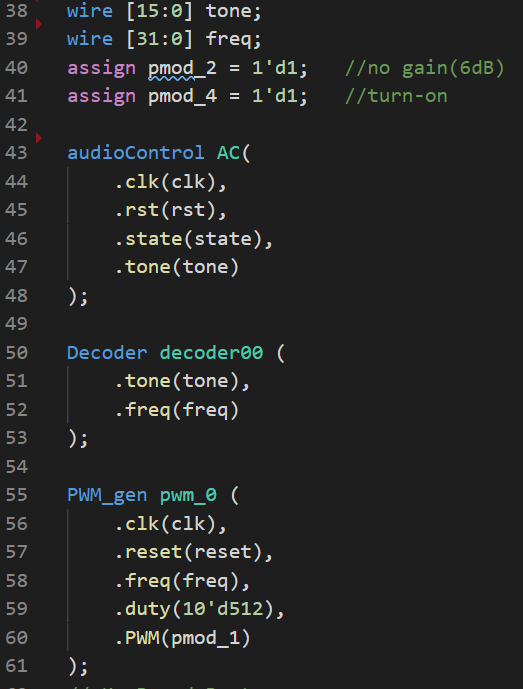 38 wire [15:0] tone;
39 wire [31:0] freq;
40 assign pmod_2 = 1'd1;   //no gain(6dB)
41 assign pmod_4 = 1'd1;   //turn-on
42
43 audioControl AC(
44     .clk(clk),
45     .rst(rst),
46     .state(state),
47     .tone(tone)
48 );
49
50 Decoder decoder00 (
51     .tone(tone),
52     .freq(freq)
53 );
54
55 PWM_gen pwm_0 (
56     .clk(clk),
57     .reset(reset),
58     .freq(freq),
59     .duty(10'd512),
60     .PWM(pmod_1)
61 );